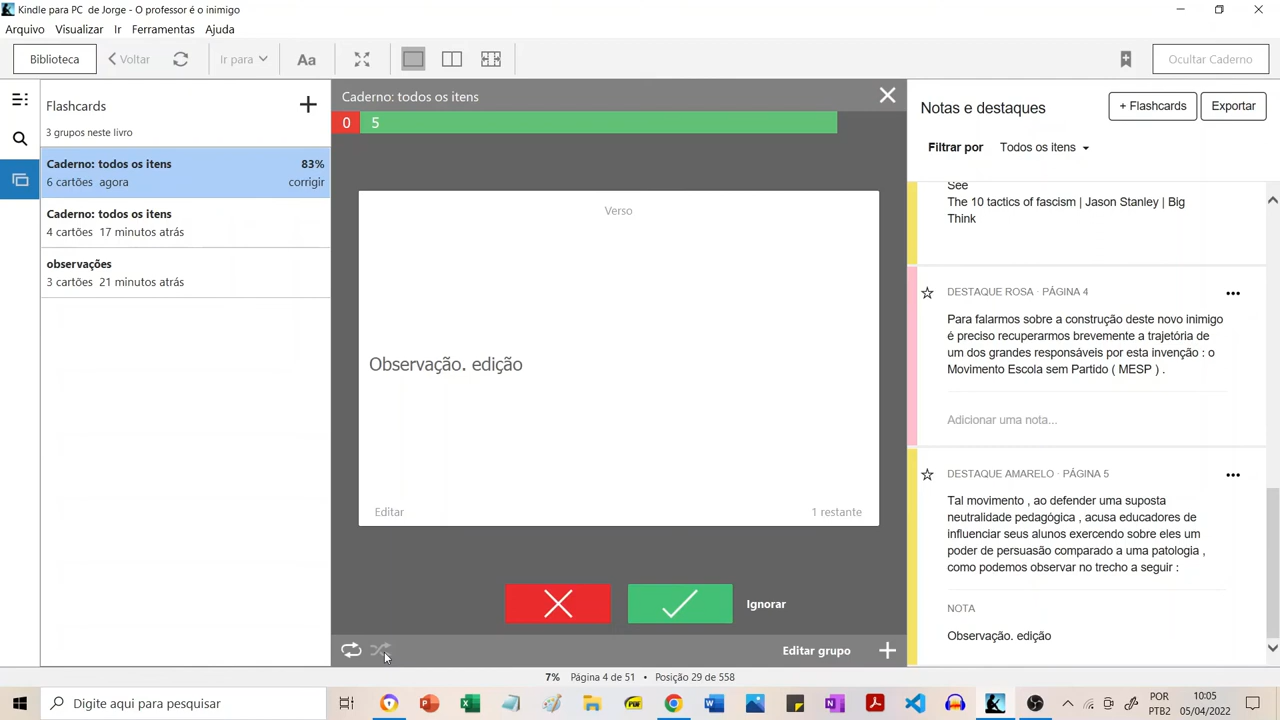 Kindle para PC de Jorge - O professor é o inimigo
Arquivo Visualizar Ir Ferramentas Ajuda
Biblioteca Voltar Ir para Aa Ocultar Caderno
Flashcards
3 grupos neste livro
Caderno: todos os itens 83%
6 cartões agora corrigir
Caderno: todos os itens
4 cartões 17 minutos atrás
observações
3 cartões 21 minutos atrás
Caderno: todos os itens
0 5
Verso
Observação. edição
Editar 1 restante
Ignorar
Editar grupo
Notas e destaques + Flashcards Exportar
Filtrar por Todos os itens
See
The 10 tactics of fascism | Jason Stanley | Big
Think
DESTAQUE ROSA · PÁGINA 4
Para falarmos sobre a construção deste novo inimigo
é preciso recuperarmos brevemente a trajetória de
um dos grandes responsáveis por esta invenção : o
Movimento Escola sem Partido ( MESP ) .
Adicionar uma nota...
DESTAQUE AMARELO · PÁGINA 5
Tal movimento , ao defender uma suposta
neutralidade pedagógica , acusa educadores de
influenciar seus alunos exercendo sobre eles um
poder de persuasão comparado a uma patologia ,
como podemos observar no trecho a seguir :
NOTA
Observação. edição
7% Página 4 de 51 • Posição 29 de 558
Digite aqui para pesquisar
POR 10:05
PTB2 05/04/2022